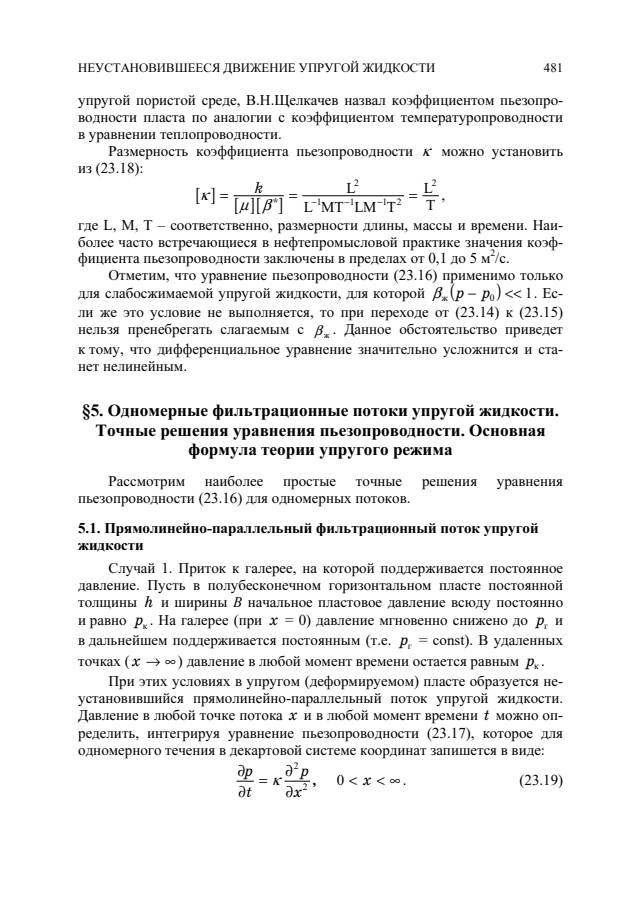 НЕУСТАНОВИВШЕЕСЯ ДВИЖЕНИЕ УПРУГОЙ ЖИДКОСТИ 481
упругой пористой среде, В.Н.Щелкачев назвал коэффициентом пьезопро-
водности пласта по аналогии с коэффициентом температуропроводности
в уравнении теплопроводности.
Размерность коэффициента пьезопроводности κ можно установить
из (23.18):
[κ] = k / ([μ][β*]) = L² / (L⁻¹MT⁻¹LM⁻¹T²) = L² / T ,
где L, M, T – соответственно, размерности длины, массы и времени. Наи-
более часто встречающиеся в нефтепромысловой практике значения коэф-
фициента пьезопроводности заключены в пределах от 0,1 до 5 м²/с.
Отметим, что уравнение пьезопроводности (23.16) применимо только
для слабосжимаемой упругой жидкости, для которой βж(p − p₀) << 1. Ес-
ли же это условие не выполняется, то при переходе от (23.14) к (23.15)
нельзя пренебрегать слагаемым с βж . Данное обстоятельство приведет
к тому, что дифференциальное уравнение значительно усложнится и ста-
нет нелинейным.
§5. Одномерные фильтрационные потоки упругой жидкости.
Точные решения уравнения пьезопроводности. Основная
формула теории упругого режима
Рассмотрим наиболее простые точные решения уравнения
пьезопроводности (23.16) для одномерных потоков.
5.1. Прямолинейно-параллельный фильтрационный поток упругой
жидкости
Случай 1. Приток к галерее, на которой поддерживается постоянное
давление. Пусть в полубесконечном горизонтальном пласте постоянной
толщины h и ширины B начальное пластовое давление всюду постоянно
и равно pк . На галерее (при x = 0) давление мгновенно снижено до pг и
в дальнейшем поддерживается постоянным (т.е. pг = const). В удаленных
точках (x → ∞) давление в любой момент времени остается равным pк .
При этих условиях в упругом (деформируемом) пласте образуется не-
установившийся прямолинейно-параллельный поток упругой жидкости.
Давление в любой точке потока x и в любой момент времени t можно оп-
ределить, интегрируя уравнение пьезопроводности (23.17), которое для
одномерного течения в декартовой системе координат запишется в виде:
∂p/∂t = κ ∂²p/∂x² , 0 < x < ∞ . (23.19)